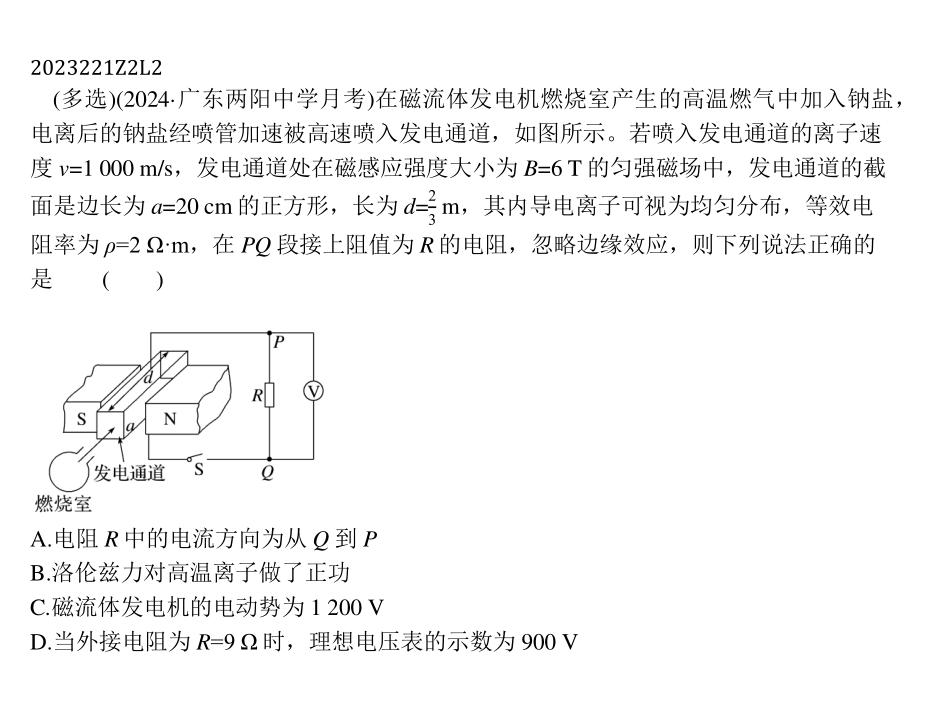 2023221Z2L2
(多选)(2024·广东两阳中学月考)在磁流体发电机燃烧室产生的高温燃气中加入钠盐，
电离后的钠盐经喷管加速被高速喷入发电通道，如图所示。若喷入发电通道的离子速
度 v=1 000 m/s，发电通道处在磁感应强度大小为 B=6 T 的匀强磁场中，发电通道的截
面是边长为 a=20 cm 的正方形，长为 d=2/3 m，其内导电离子可视为均匀分布，等效电
阻率为 ρ=2 Ω·m，在 PQ 段接上阻值为 R 的电阻，忽略边缘效应，则下列说法正确的
是 ( )
P
d
R
V
S
a
N
S
Q
发电通道
燃烧室
A.电阻 R 中的电流方向为从 Q 到 P
B.洛伦兹力对高温离子做了正功
C.磁流体发电机的电动势为 1 200 V
D.当外接电阻为 R=9 Ω 时，理想电压表的示数为 900 V